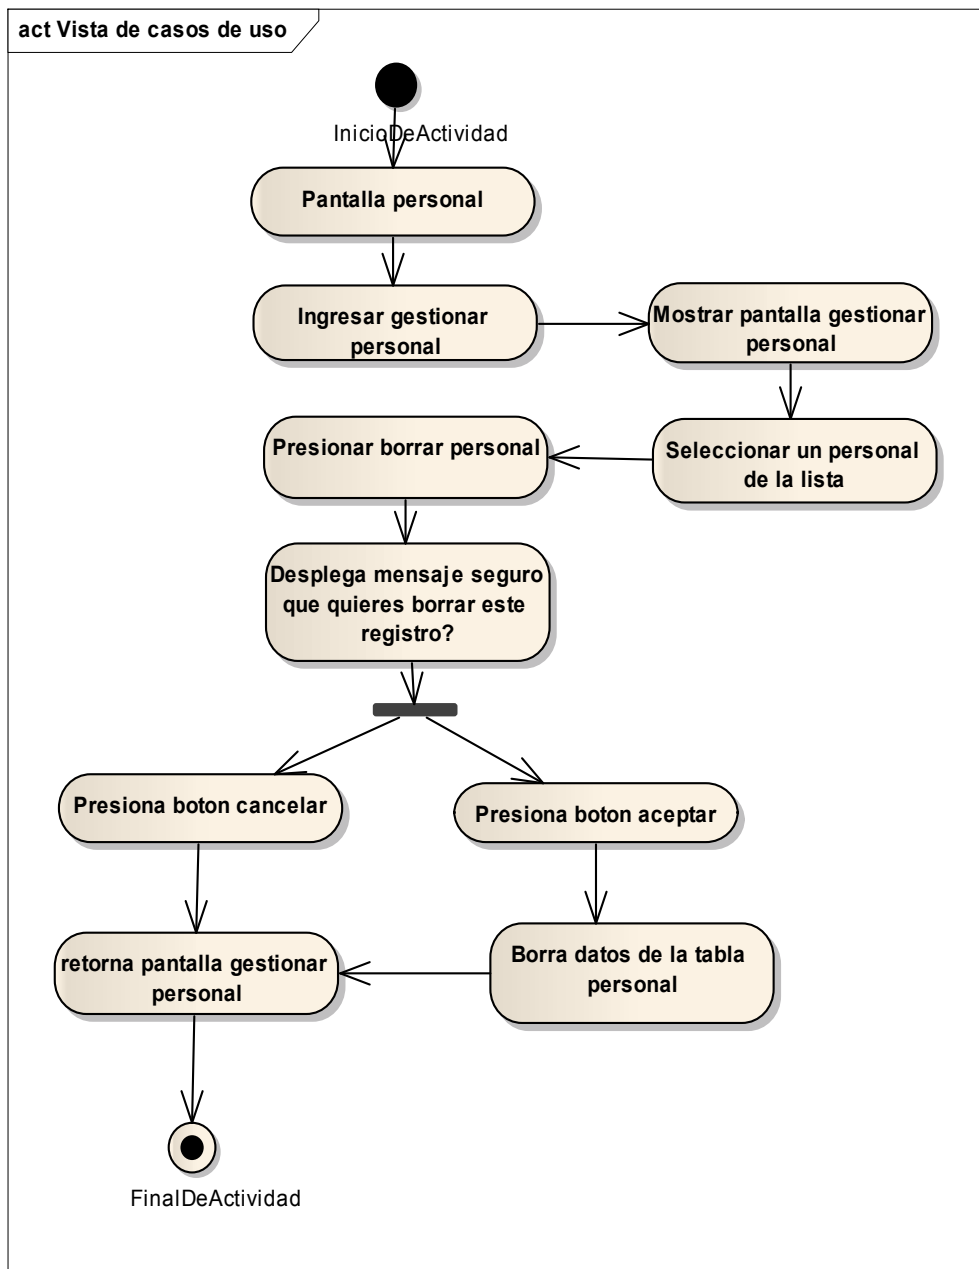 act Vista de casos de uso
InicioDeActividad
Pantalla personal
Ingresar gestionar
personal
Mostrar pantalla gestionar
personal
Seleccionar un personal
de la lista
Presionar borrar personal
Desplega mensaje seguro
que quieres borrar este
registro?
Presiona boton cancelar
Presiona boton aceptar
Borra datos de la tabla
personal
retorna pantalla gestionar
personal
FinalDeActividad